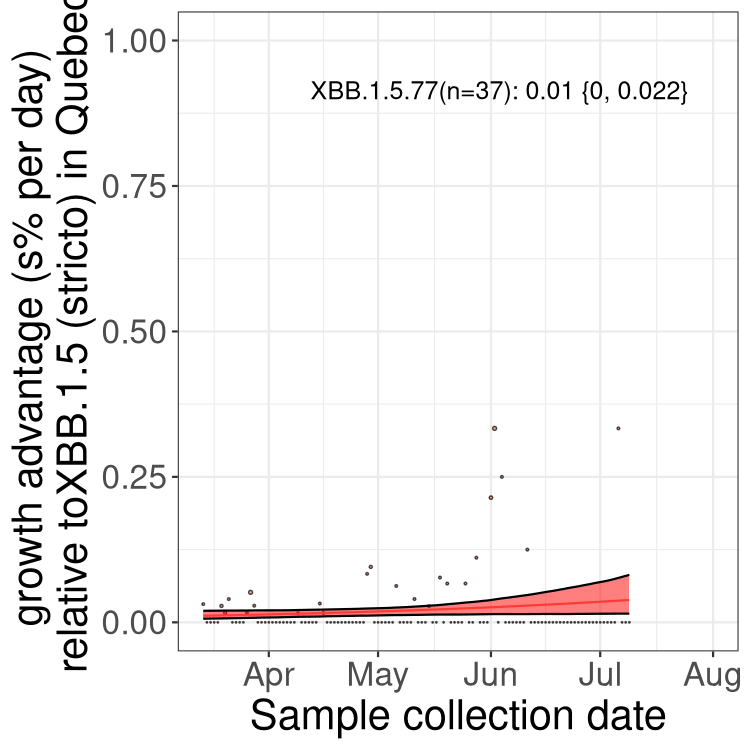 growth advantage (s% per day)
relative toXBB.1.5 (stricto) in Quebec
1.00
0.75
0.50
0.25
0.00
XBB.1.5.77(n=37): 0.01 {0, 0.022}
Apr May Jun Jul Aug
Sample collection date